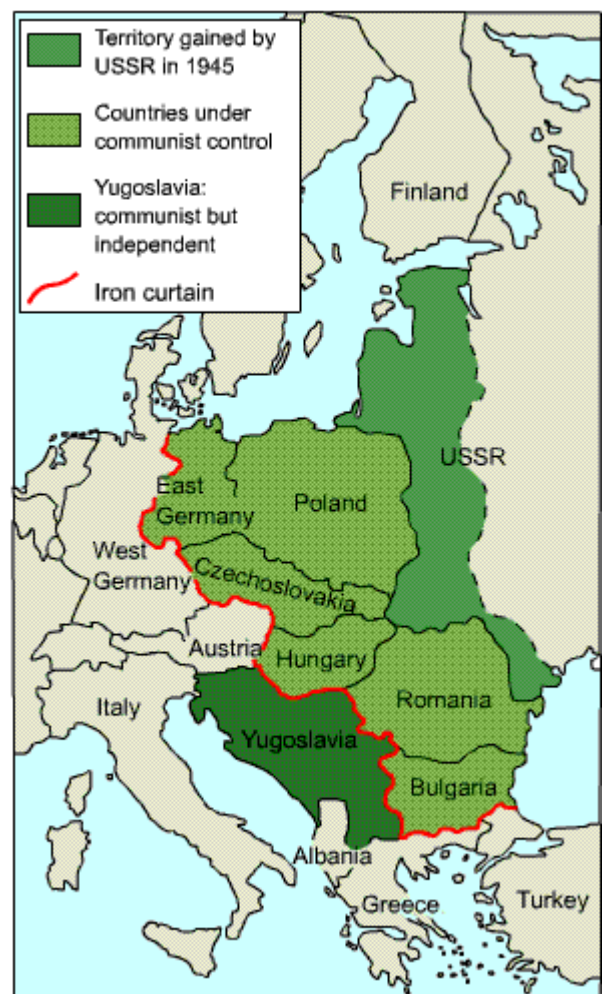 Territory gained by
USSR in 1945
Countries under
communist control
Yugoslavia:
communist but
independent
Iron curtain
Finland
USSR
East
Germany
Poland
West
Germany
Czechoslovakia
Austria
Hungary
Romania
Italy
Yugoslavia
Bulgaria
Albania
Greece
Turkey